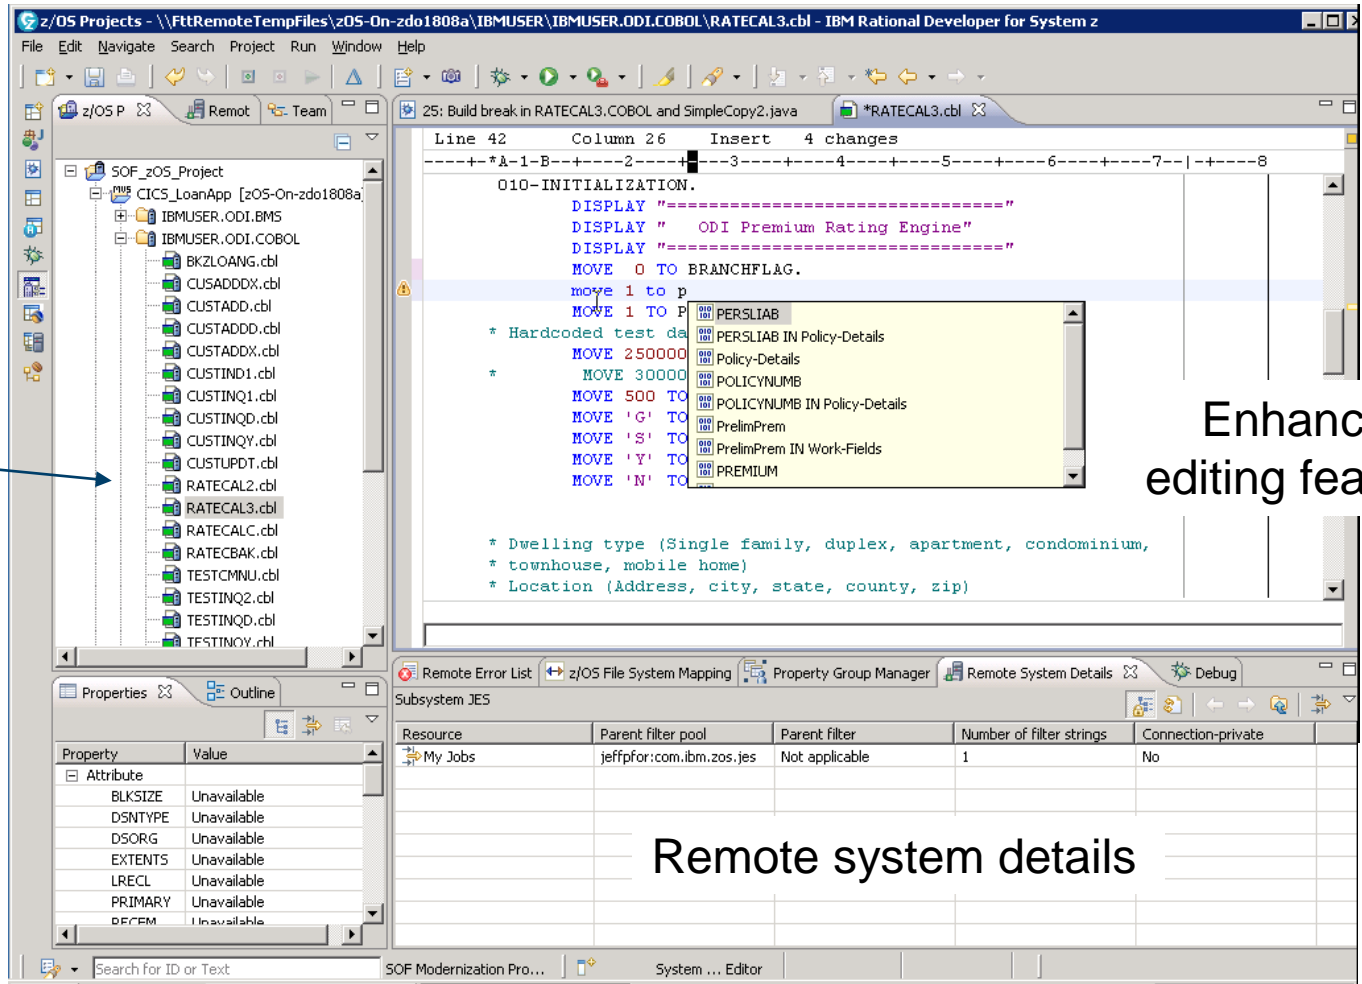 z/OS Projects - \\FttRemoteTempFiles\zOS-On-zdo1808a\IBMUSER\IBMUSER.ODI.COBOL\RATECAL3.cbl - IBM Rational Developer for System z
File Edit Navigate Search Project Run Window Help
z/OS P Remot Team
SOF_zOS_Project
CICS_LoanApp [zOS-On-zdo1808a]
IBMUSER.ODI.BMS
IBMUSER.ODI.COBOL
BKZLOANG.cbl
CUSADDDX.cbl
CUSTADD.cbl
CUSTADDD.cbl
CUSTADDX.cbl
CUSTIND1.cbl
CUSTINQ1.cbl
CUSTINQD.cbl
CUSTINQY.cbl
CUSTUPDT.cbl
RATECAL2.cbl
RATECAL3.cbl
RATECALC.cbl
RATECBAK.cbl
TESTCMNU.cbl
TESTINQ2.cbl
TESTINQD.cbl
TESTINQY.cbl
25: Build break in RATECAL3.COBOL and SimpleCopy2.java *RATECAL3.cbl
Line 42 Column 26 Insert 4 changes
----+-*A-1-B--+----2----+----3----+----4----+----5----+----6----+----7--|-+----8
010-INITIALIZATION.
DISPLAY "================================"
DISPLAY " ODI Premium Rating Engine"
DISPLAY "================================"
MOVE 0 TO BRANCHFLAG.
move 1 to p
MOVE 1 TO P
* Hardcoded test da
MOVE 250000
* MOVE 30000
MOVE 500 TO
MOVE 'G' TO
MOVE 'S' TO
MOVE 'Y' TO
MOVE 'N' TO
PERSLIAB
PERSLIAB IN Policy-Details
Policy-Details
POLICYNUMB
POLICYNUMB IN Policy-Details
PrelimPrem
PrelimPrem IN Work-Fields
PREMIUM
* Dwelling type (Single family, duplex, apartment, condominium,
* townhouse, mobile home)
* Location (Address, city, state, county, zip)
Enhanc
editing fea
Properties Outline
Property Value
Attribute
BLKSIZE Unavailable
DSNTYPE Unavailable
DSORG Unavailable
EXTENTS Unavailable
LRECL Unavailable
PRIMARY Unavailable
RECFM Unavailable
Remote Error List z/OS File System Mapping Property Group Manager Remote System Details Debug
Subsystem JES
Resource Parent filter pool Parent filter Number of filter strings Connection-private
My Jobs jeffpfor:com.ibm.zos.jes Not applicable 1 No
Remote system details
Search for ID or Text SOF Modernization Pro... System ... Editor